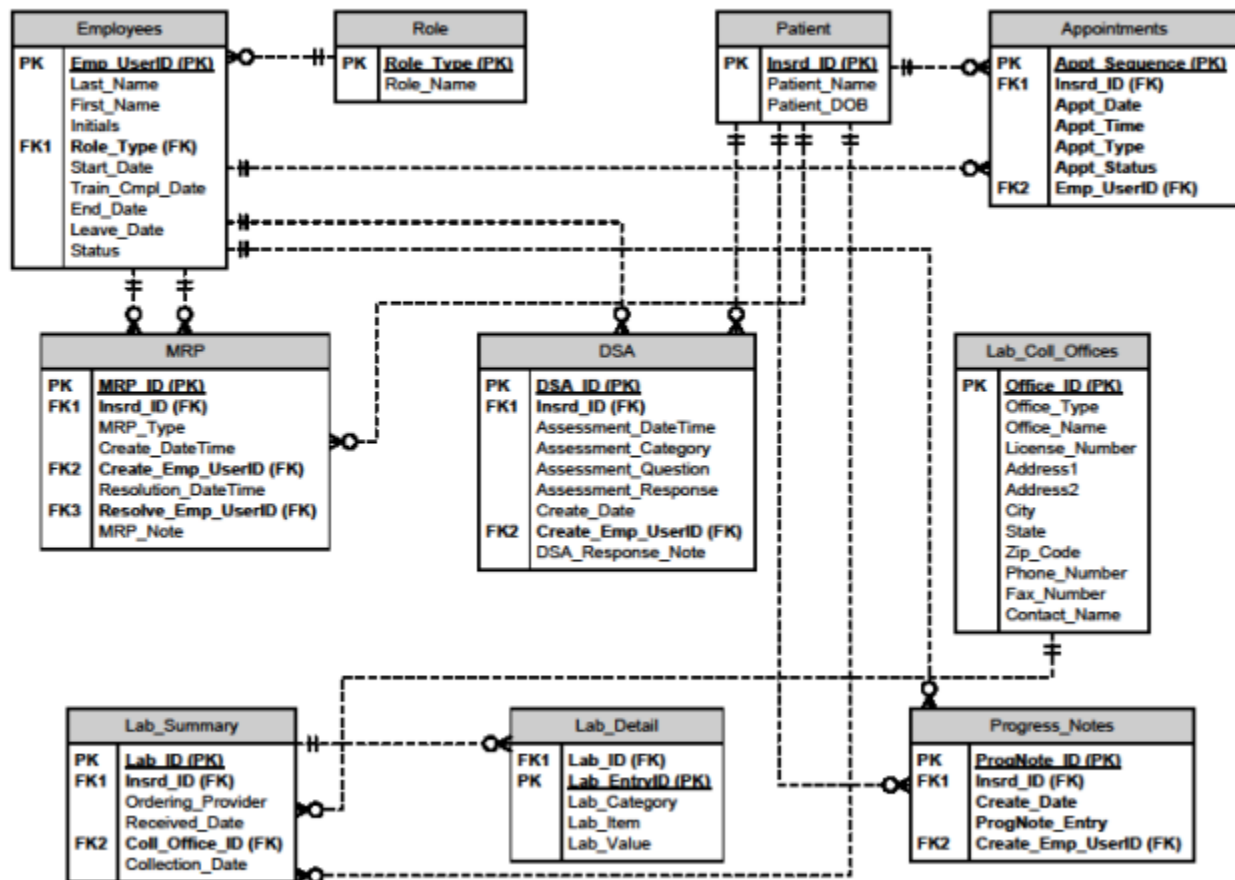 Employees
PK Emp_UserID (PK)
Last_Name
First_Name
Initials
FK1 Role_Type (FK)
Start_Date
Train_Cmpl_Date
End_Date
Leave_Date
Status
Role
PK Role_Type (PK)
Role_Name
Patient
PK Insrd_ID (PK)
Patient_Name
Patient_DOB
Appointments
PK Appt_Sequence (PK)
FK1 Insrd_ID (FK)
Appt_Date
Appt_Time
Appt_Type
Appt_Status
FK2 Emp_UserID (FK)
MRP
PK MRP_ID (PK)
FK1 Insrd_ID (FK)
MRP_Type
Create_DateTime
FK2 Create_Emp_UserID (FK)
Resolution_DateTime
FK3 Resolve_Emp_UserID (FK)
MRP_Note
DSA
PK DSA_ID (PK)
FK1 Insrd_ID (FK)
Assessment_DateTime
Assessment_Category
Assessment_Question
Assessment_Response
Create_Date
FK2 Create_Emp_UserID (FK)
DSA_Response_Note
Lab_Coll_Offices
PK Office_ID (PK)
Office_Type
Office_Name
License_Number
Address1
Address2
City
State
Zip_Code
Phone_Number
Fax_Number
Contact_Name
Lab_Summary
PK Lab_ID (PK)
FK1 Insrd_ID (FK)
Ordering_Provider
Received_Date
FK2 Coll_Office_ID (FK)
Collection_Date
Lab_Detail
FK1 Lab_ID (FK)
PK Lab_EntryID (PK)
Lab_Category
Lab_Item
Lab_Value
Progress_Notes
PK ProgNote_ID (PK)
FK1 Insrd_ID (FK)
Create_Date
ProgNote_Entry
FK2 Create_Emp_UserID (FK)